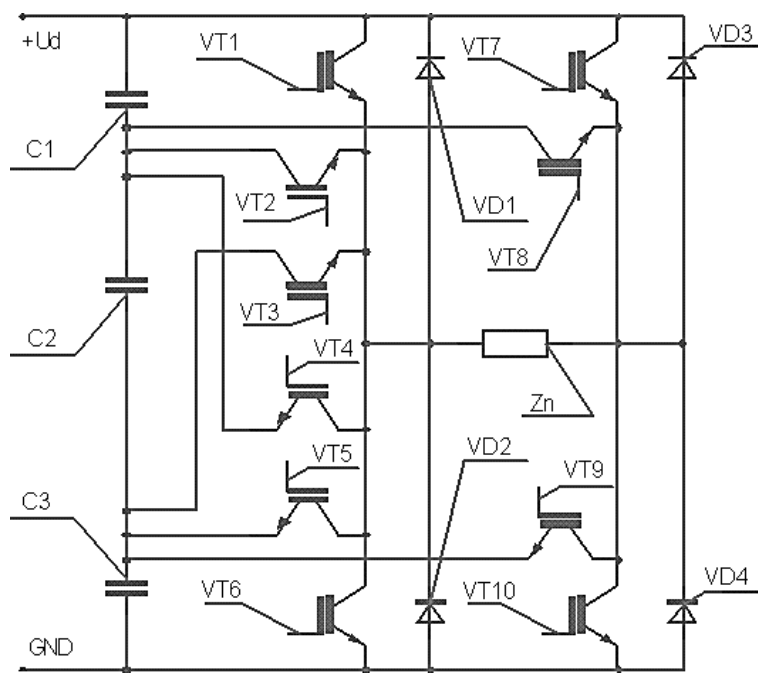 +Ud
VT1
VT7
VD3
C1
VT2
VD1
VT8
VT3
C2
VT4
Zn
VT5
VD2
VT9
C3
VT6
VT10
VD4
GND